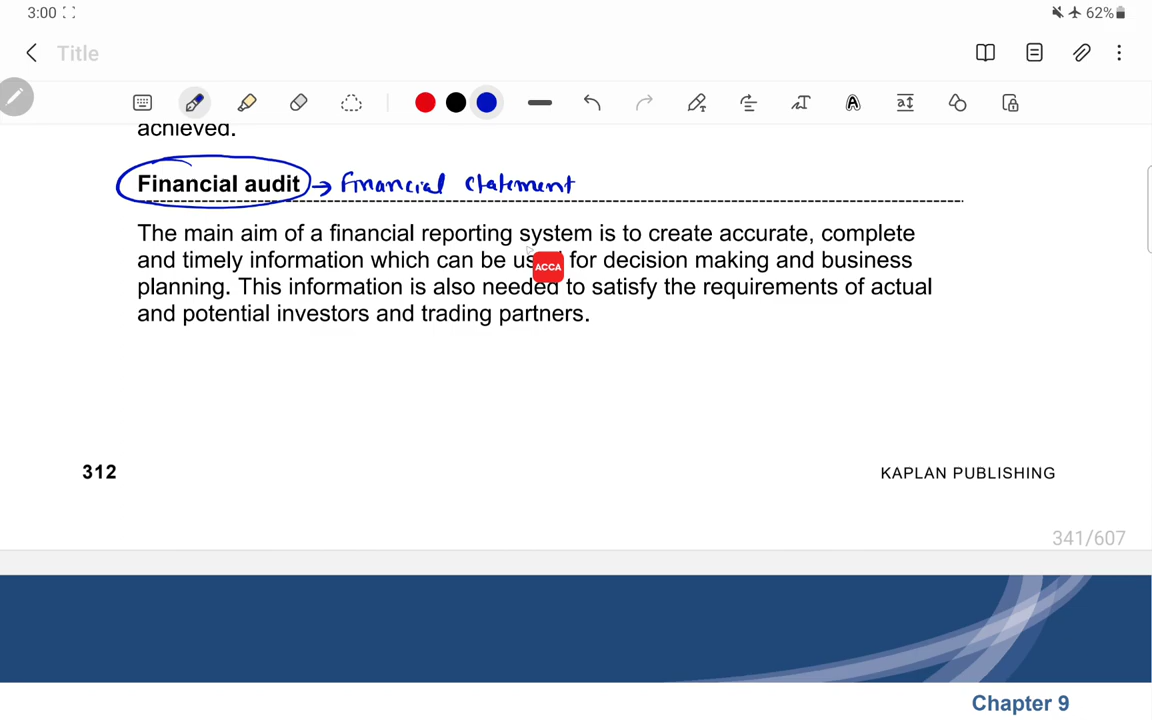 3:00 62%
Title
achieved.
Financial audit → Financial statement
The main aim of a financial reporting system is to create accurate, complete
and timely information which can be us ACCA for decision making and business
planning. This information is also needed to satisfy the requirements of actual
and potential investors and trading partners.
312 KAPLAN PUBLISHING
341/607
Chapter 9